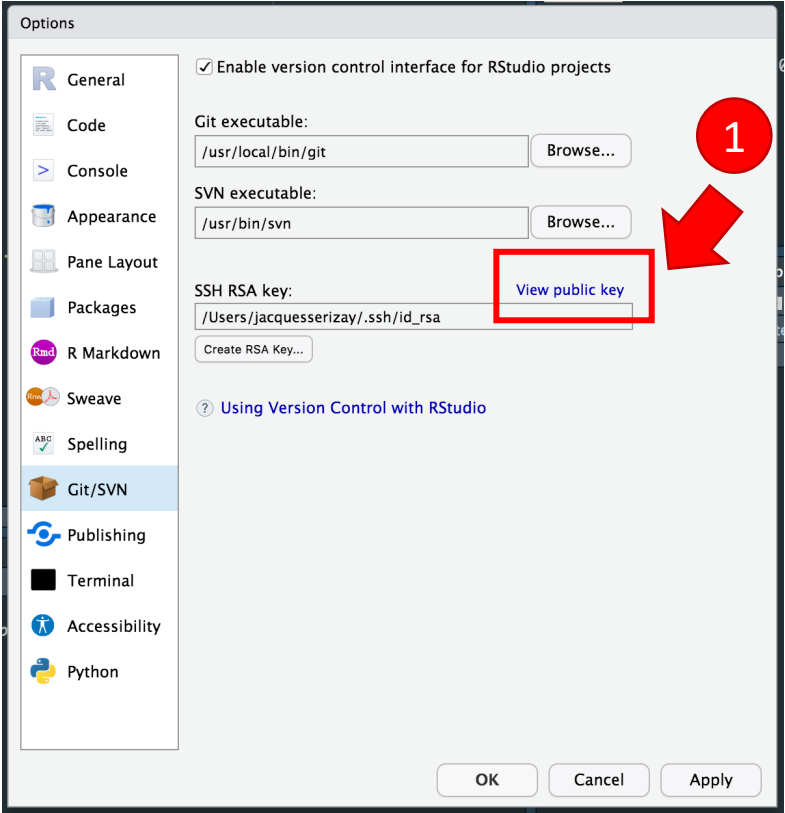 Options
General
Code
Console
Appearance
Pane Layout
Packages
Rmd R Markdown
Rnw Sweave
ABC Spelling
Git/SVN
Publishing
Terminal
Accessibility
Python
Enable version control interface for RStudio projects
Git executable:
/usr/local/bin/git Browse...
SVN executable:
/usr/bin/svn Browse...
SSH RSA key: View public key
/Users/jacquesserizay/.ssh/id_rsa
Create RSA Key...
? Using Version Control with RStudio
1
OK Cancel Apply